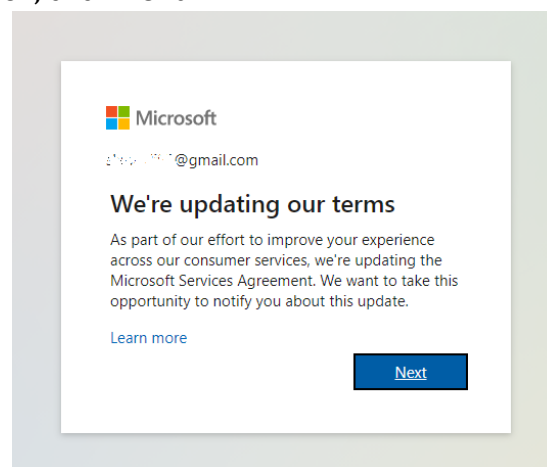 Microsoft
@gmail.com
We're updating our terms
As part of our effort to improve your experience
across our consumer services, we're updating the
Microsoft Services Agreement. We want to take this
opportunity to notify you about this update.
Learn more
Next